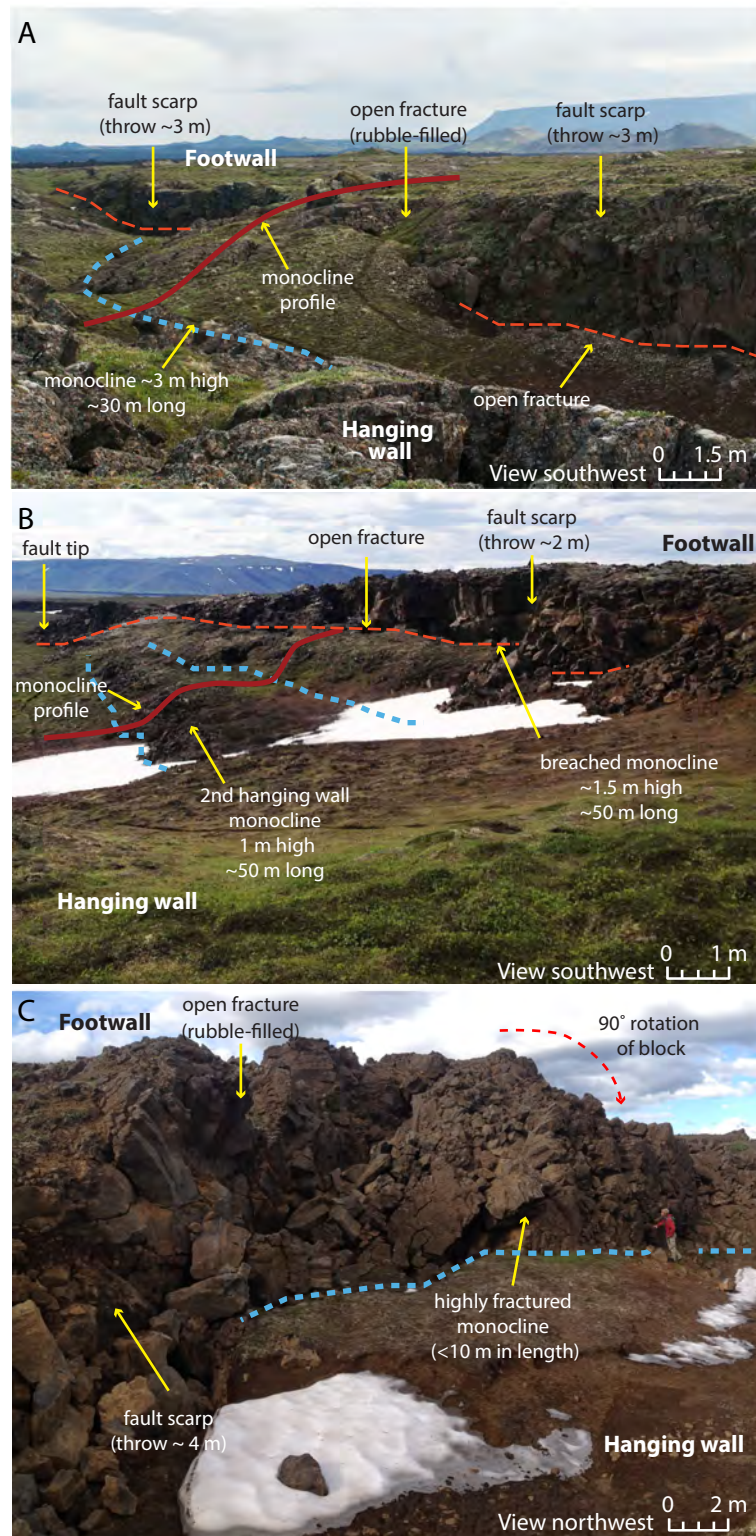 A
fault scarp
(throw ~3 m)
Footwall
open fracture
(rubble-filled)
fault scarp
(throw ~3 m)
monocline
profile
monocline ~3 m high
~30 m long
open fracture
Hanging
wall
0 1.5 m
View southwest
B
fault tip
open fracture
fault scarp
(throw ~2 m)
Footwall
monocline
profile
2nd hanging wall
monocline
1 m high
~50 m long
breached monocline
~1.5 m high
~50 m long
Hanging wall
0 1 m
View southwest
C
Footwall
open fracture
(rubble-filled)
90° rotation
of block
highly fractured
monocline
(<10 m in length)
fault scarp
(throw ~ 4 m)
Hanging wall
0 2 m
View northwest